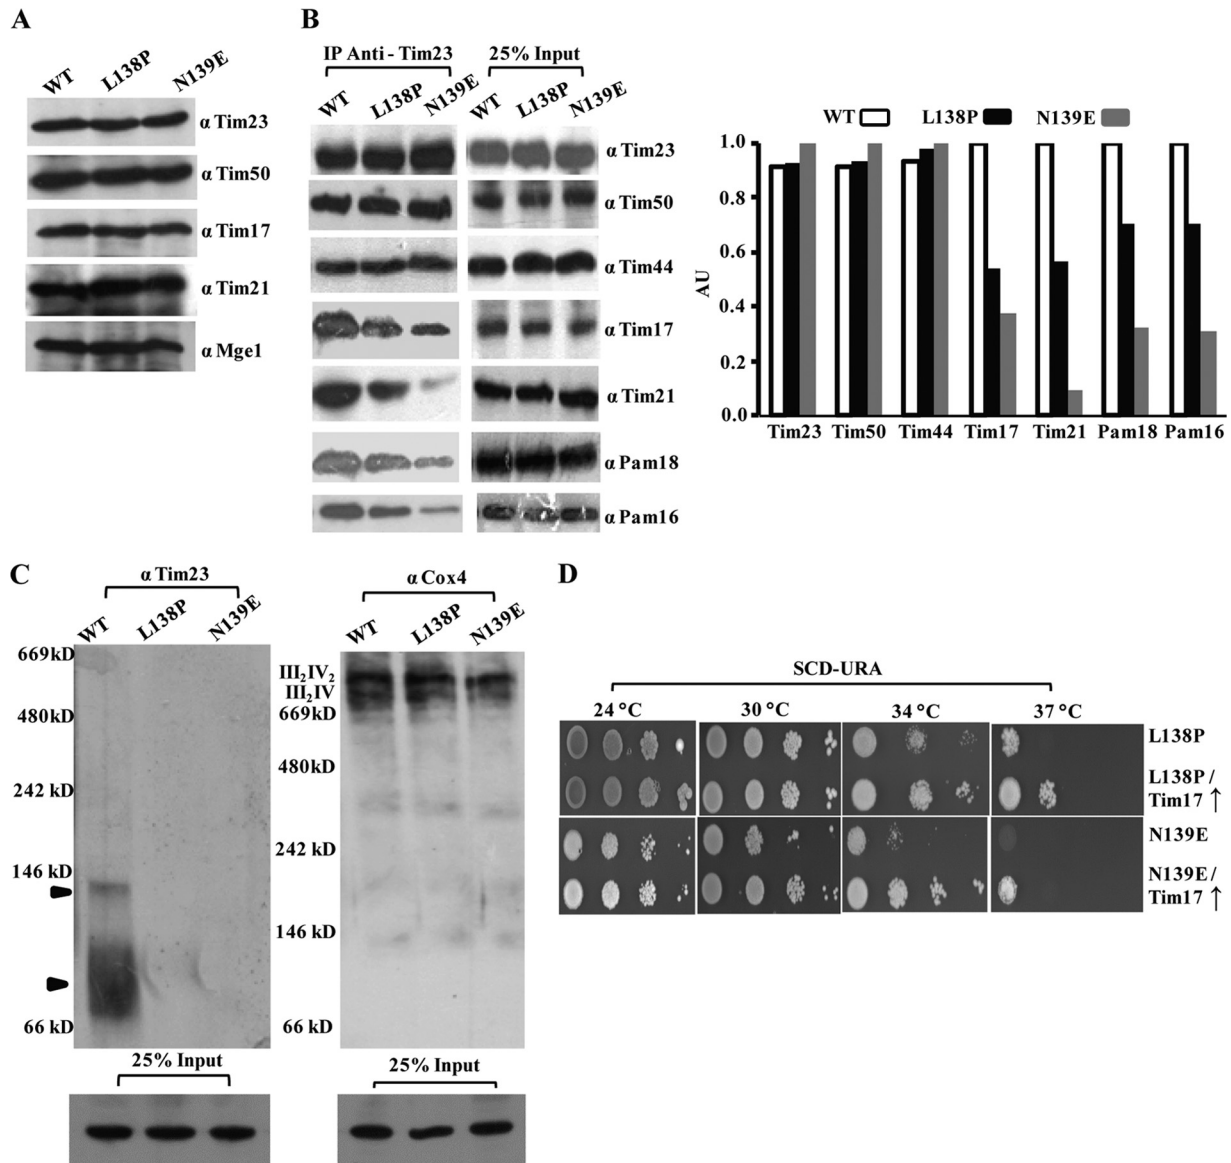 A
WT L138P N139E
α Tim23
α Tim50
α Tim17
α Tim21
α Mge1
B
IP Anti - Tim23 25% Input
WT L138P N139E WT L138P N139E
α Tim23
α Tim50
α Tim44
α Tim17
α Tim21
α Pam18
α Pam16
WT L138P N139E
1.0
0.8
0.6
0.4
0.2
0.0
AU
Tim23 Tim50 Tim44 Tim17 Tim21 Pam18 Pam16
C
α Tim23
WT L138P N139E
669kD
480kD
242 kD
146 kD
66 kD
25% Input
α Cox4
WT L138P N139E
III₂IV₂
III₂IV
669kD
480kD
242 kD
146 kD
66 kD
25% Input
D
SCD-URA
24 °C 30 °C 34 °C 37 °C
L138P
L138P /
Tim17 ↑
N139E
N139E /
Tim17 ↑